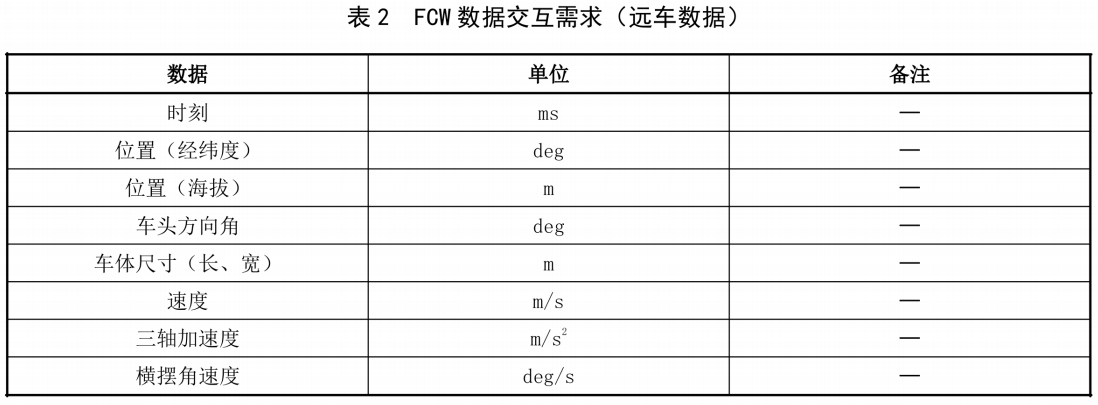 表 2 FCW 数据交互需求（远车数据）
数据 单位 备注
时刻 ms —
位置（经纬度） deg —
位置（海拔） m —
车头方向角 deg —
车体尺寸（长、宽） m —
速度 m/s —
三轴加速度 m/s² —
横摆角速度 deg/s —